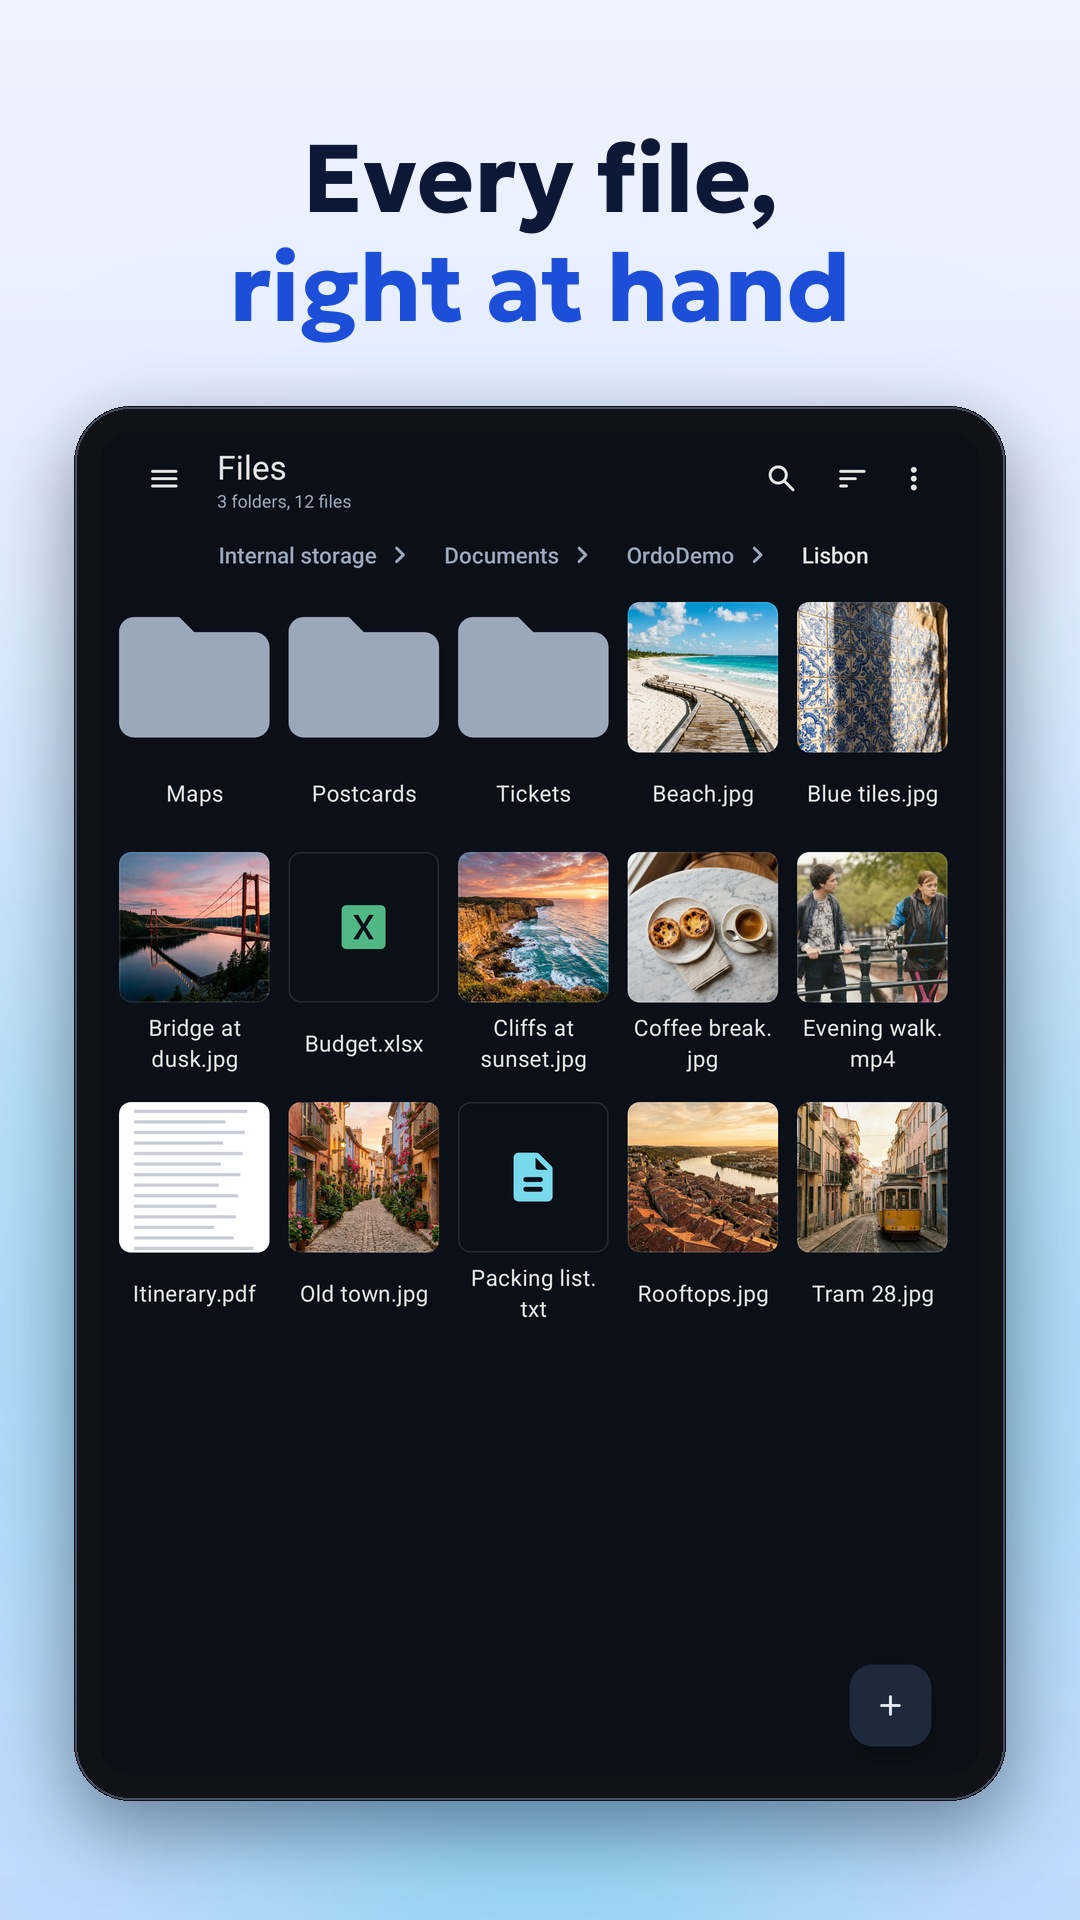 Every file,
right at hand
Files
3 folders, 12 files
Internal storage > Documents > OrdoDemo > Lisbon
Maps
Postcards
Tickets
Beach.jpg
Blue tiles.jpg
Bridge at
dusk.jpg
X
Budget.xlsx
Cliffs at
sunset.jpg
Coffee break.
jpg
Evening walk.
mp4
Itinerary.pdf
Old town.jpg
Packing list.
txt
Rooftops.jpg
Tram 28.jpg